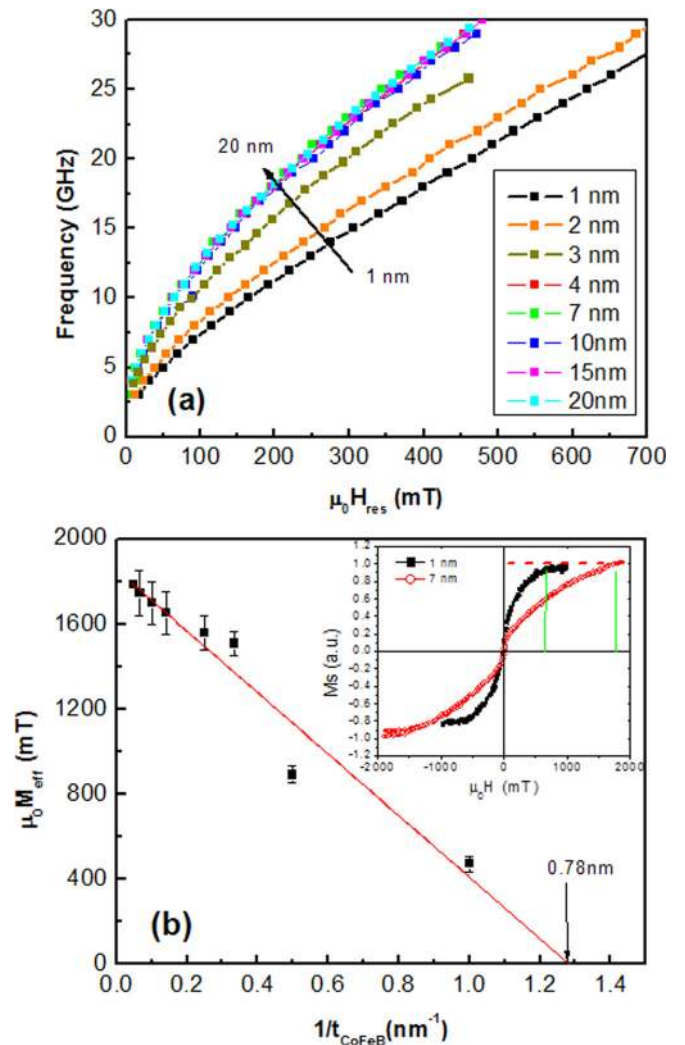 (a)
Frequency (GHz)
30
25
20
15
10
5
0
20 nm
1 nm
1 nm
2 nm
3 nm
4 nm
7 nm
10nm
15nm
20nm
0 100 200 300 400 500 600 700
μ₀H_res (mT)
(b)
μ₀M_eff (mT)
2000
1600
1200
800
400
0
Ms (a.u.)
1 nm
7 nm
1.2
1.0
0.8
0.6
0.4
0.2
0.0
-0.2
-0.4
-0.6
-0.8
-1.0
-1.2
-2000 -1000 0 1000 2000
μ₀H (mT)
0.78nm
0.0 0.2 0.4 0.6 0.8 1.0 1.2 1.4
1/t_CoFeB(nm⁻¹)